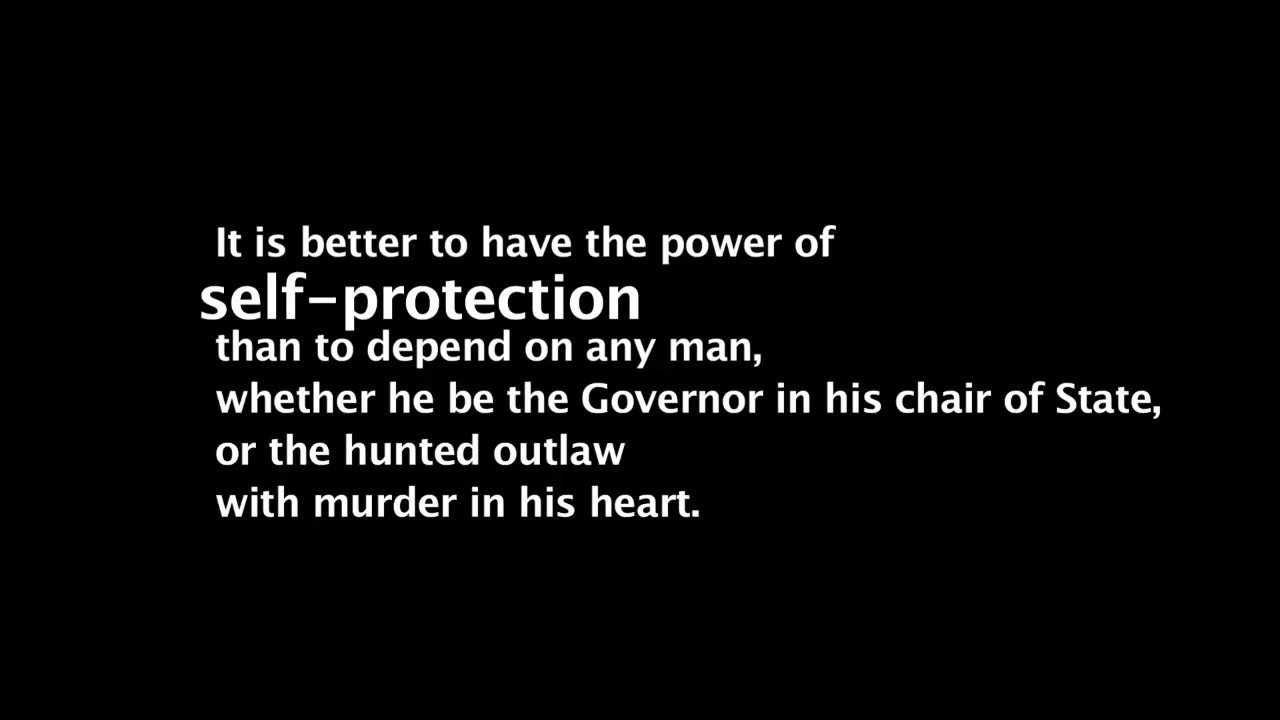 It is better to have the power of
self-protection
than to depend on any man,
whether he be the Governor in his chair of State,
or the hunted outlaw
with murder in his heart.